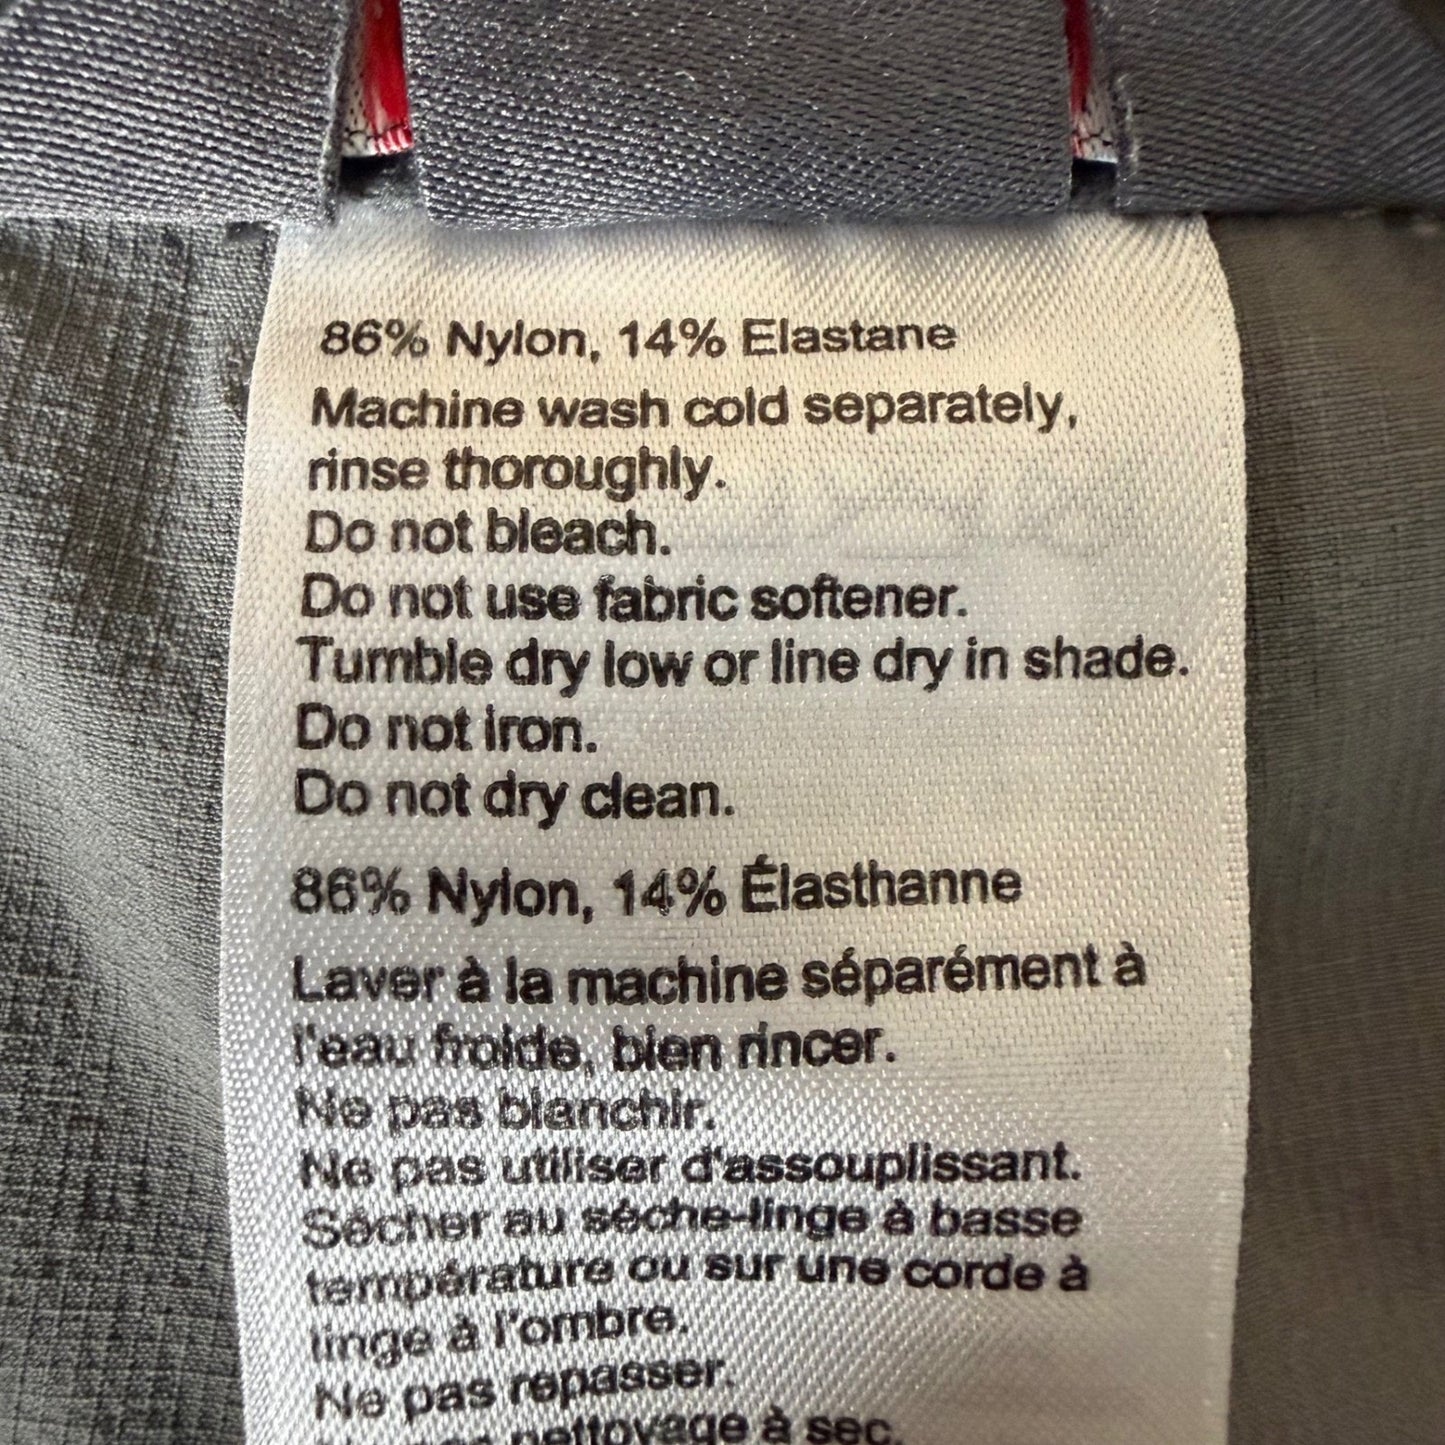 86% Nylon, 14% Elastane
Machine wash cold separately,
rinse thoroughly.
Do not bleach.
Do not use fabric softener.
Tumble dry low or line dry in shade.
Do not iron.
Do not dry clean.
86% Nylon, 14% Élasthanne
Laver à la machine séparément à
l'eau froide, bien rincer.
Ne pas blanchir.
Ne pas utiliser d'assouplissant.
Sécher au sèche-linge à basse
température ou sur une corde à
linge à l'ombre.
Ne pas repasser.
pas nettoyage à sec.